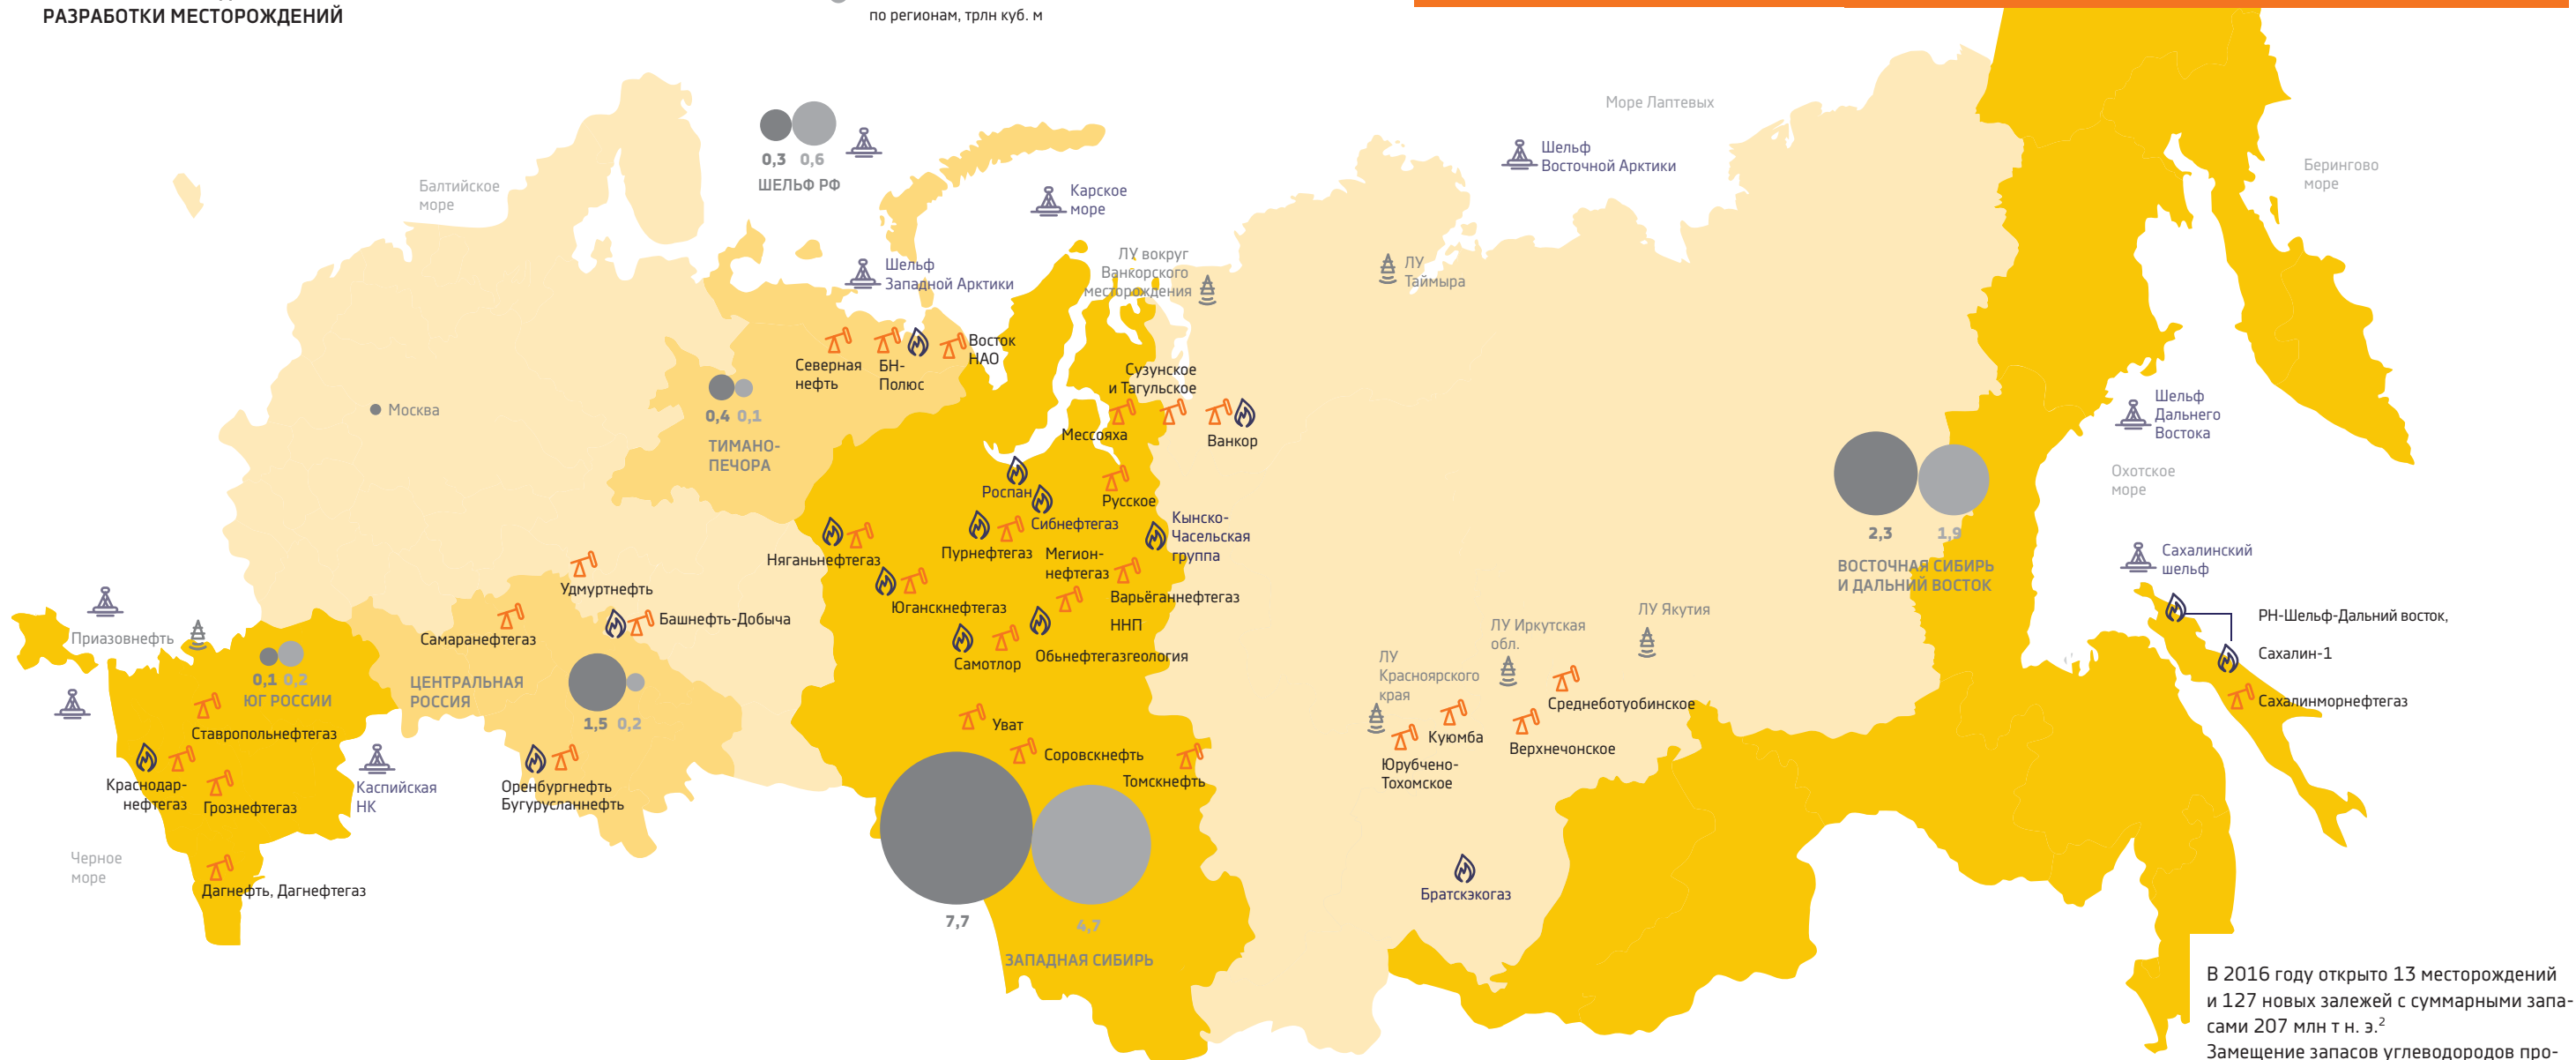 РАЗРАБОТКИ МЕСТОРОЖДЕНИЙ
по регионам, трлн куб. м
Море Лаптевых
0,3 0,6
ШЕЛЬФ РФ
Шельф
Восточной Арктики
Берингово
море
Балтийское
море
Карское
море
ЛУ вокруг
Ванкорского
месторождения
Шельф
Западной Арктики
ЛУ
Таймыра
Северная
нефть
БН-
Полюс
Восток
НАО
Сузунское
и Тагульское
Москва
0,4 0,1
ТИМАНО-
ПЕЧОРА
Мессояха
Ванкор
Шельф
Дальнего
Востока
Охотское
море
Роспан
Русское
Сибнефтегаз
Кынско-
Часельская
группа
Няганьнефтегаз
Пурнефтегаз
Мегион-
нефтегаз
2,3 1,9
ВОСТОЧНАЯ СИБИРЬ
И ДАЛЬНИЙ ВОСТОК
Сахалинский
шельф
Удмуртнефть
Юганскнефтегаз
Варьёганнефтегаз
ННП
Башнефть-Добыча
Самаранефтегаз
Приазовнефть
Самотлор
Обьнефтегазгеология
ЛУ Якутия
ЛУ Иркутская
обл.
ЛУ
Красноярского
края
РН-Шельф-Дальний восток,
Сахалин-1
Сахалинморнефтегаз
0,1 0,2
ЮГ РОССИИ
ЦЕНТРАЛЬНАЯ
РОССИЯ
1,5 0,2
Ставропольнефтегаз
Уват
Соровскнефть
Томскнефть
Среднеботуобинское
Куюмба
Верхнечонское
Юрубчено-
Тохомское
Краснодар-
нефтегаз
Грознефтегаз
Каспийская
НК
Оренбургнефть
Бугурусланнефть
Черное
море
Дагнефть, Дагнефтегаз
Братскэкогаз
7,7
4,7
ЗАПАДНАЯ СИБИРЬ
В 2016 году открыто 13 месторождений
и 127 новых залежей с суммарными запа-
сами 207 млн т н. э.²
Замещение запасов углеводородов про-